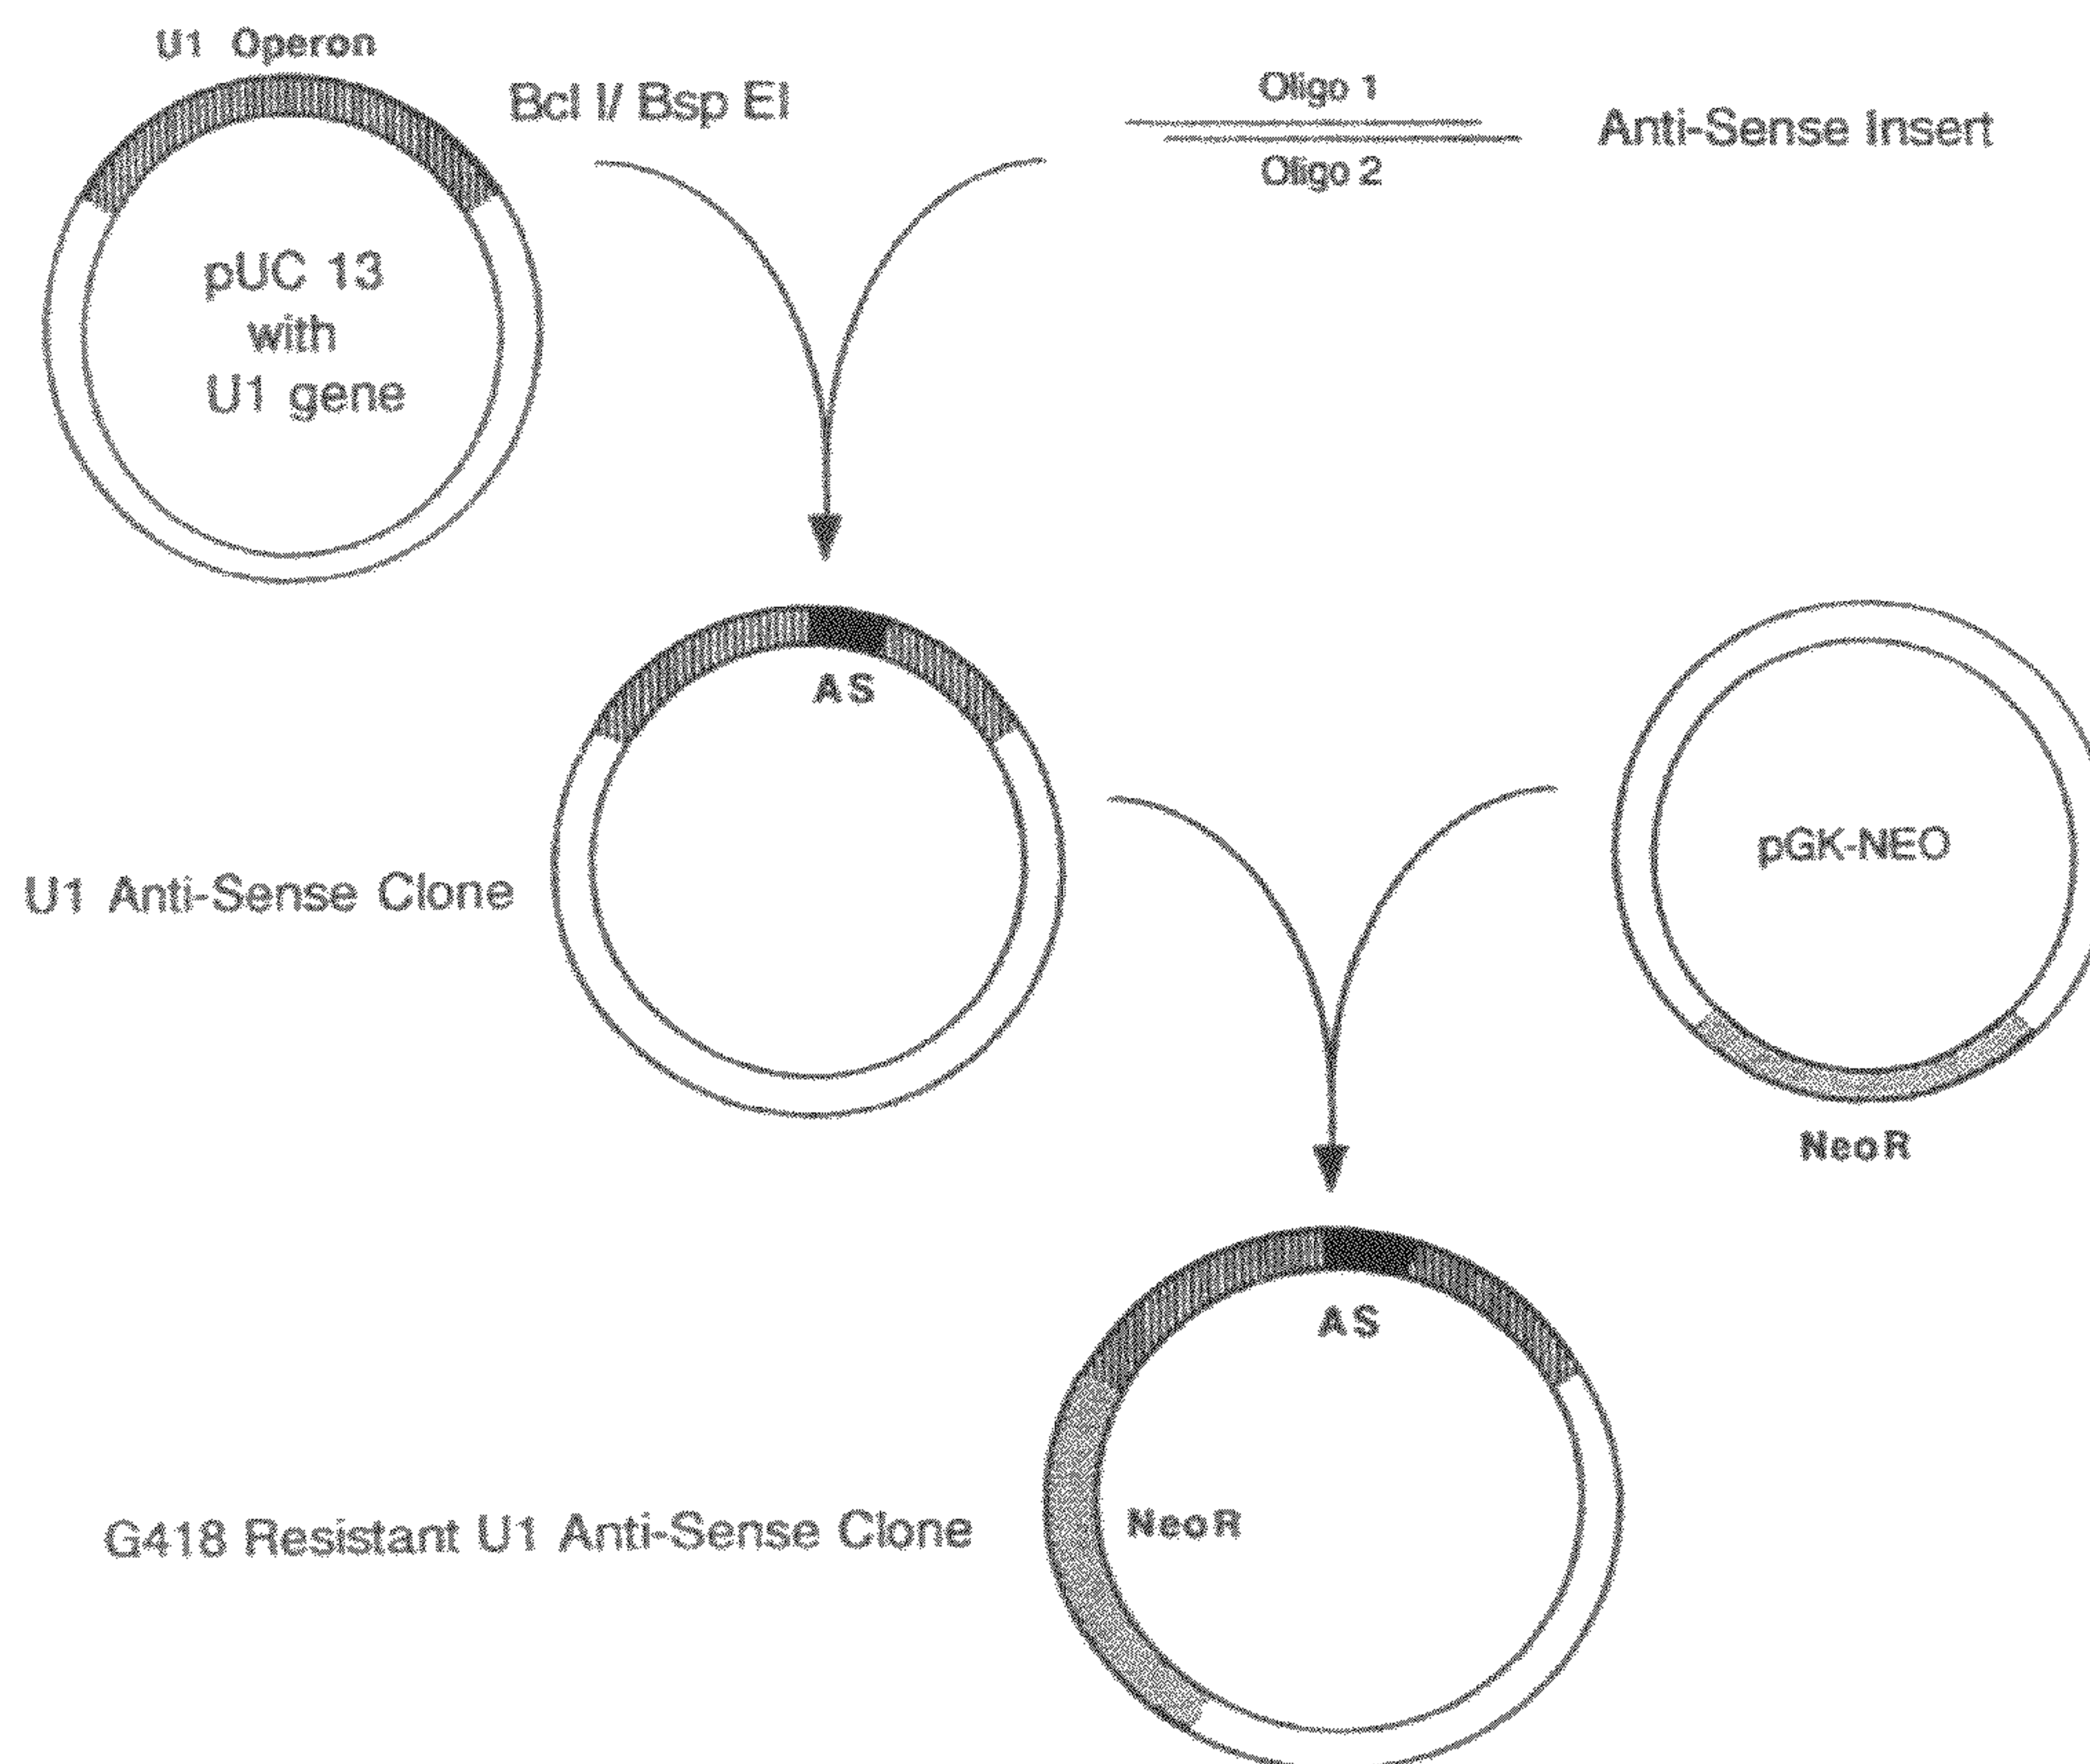 U1 Operon
Bcl I/ Bsp EI
Oligo 1
Oligo 2
Anti-Sense Insert
pUC 13
with
U1 gene
AS
U1 Anti-Sense Clone
pGK-NEO
NeoR
AS
NeoR
G418 Resistant U1 Anti-Sense Clone